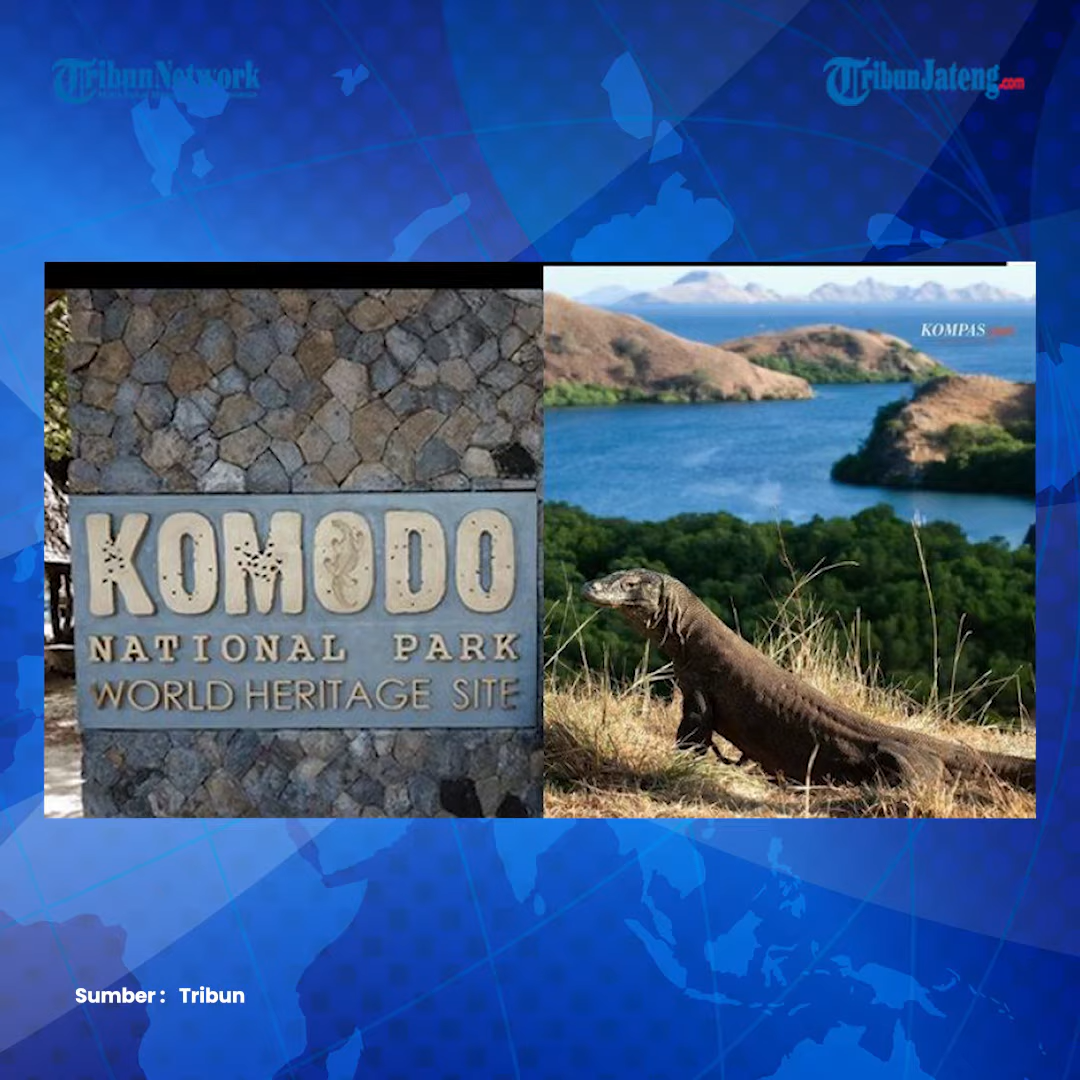 TribunNetwork
TribunJateng.com
KOMPAS.com
KOMODO
NATIONAL PARK
WORLD HERITAGE SITE
Sumber : Tribun